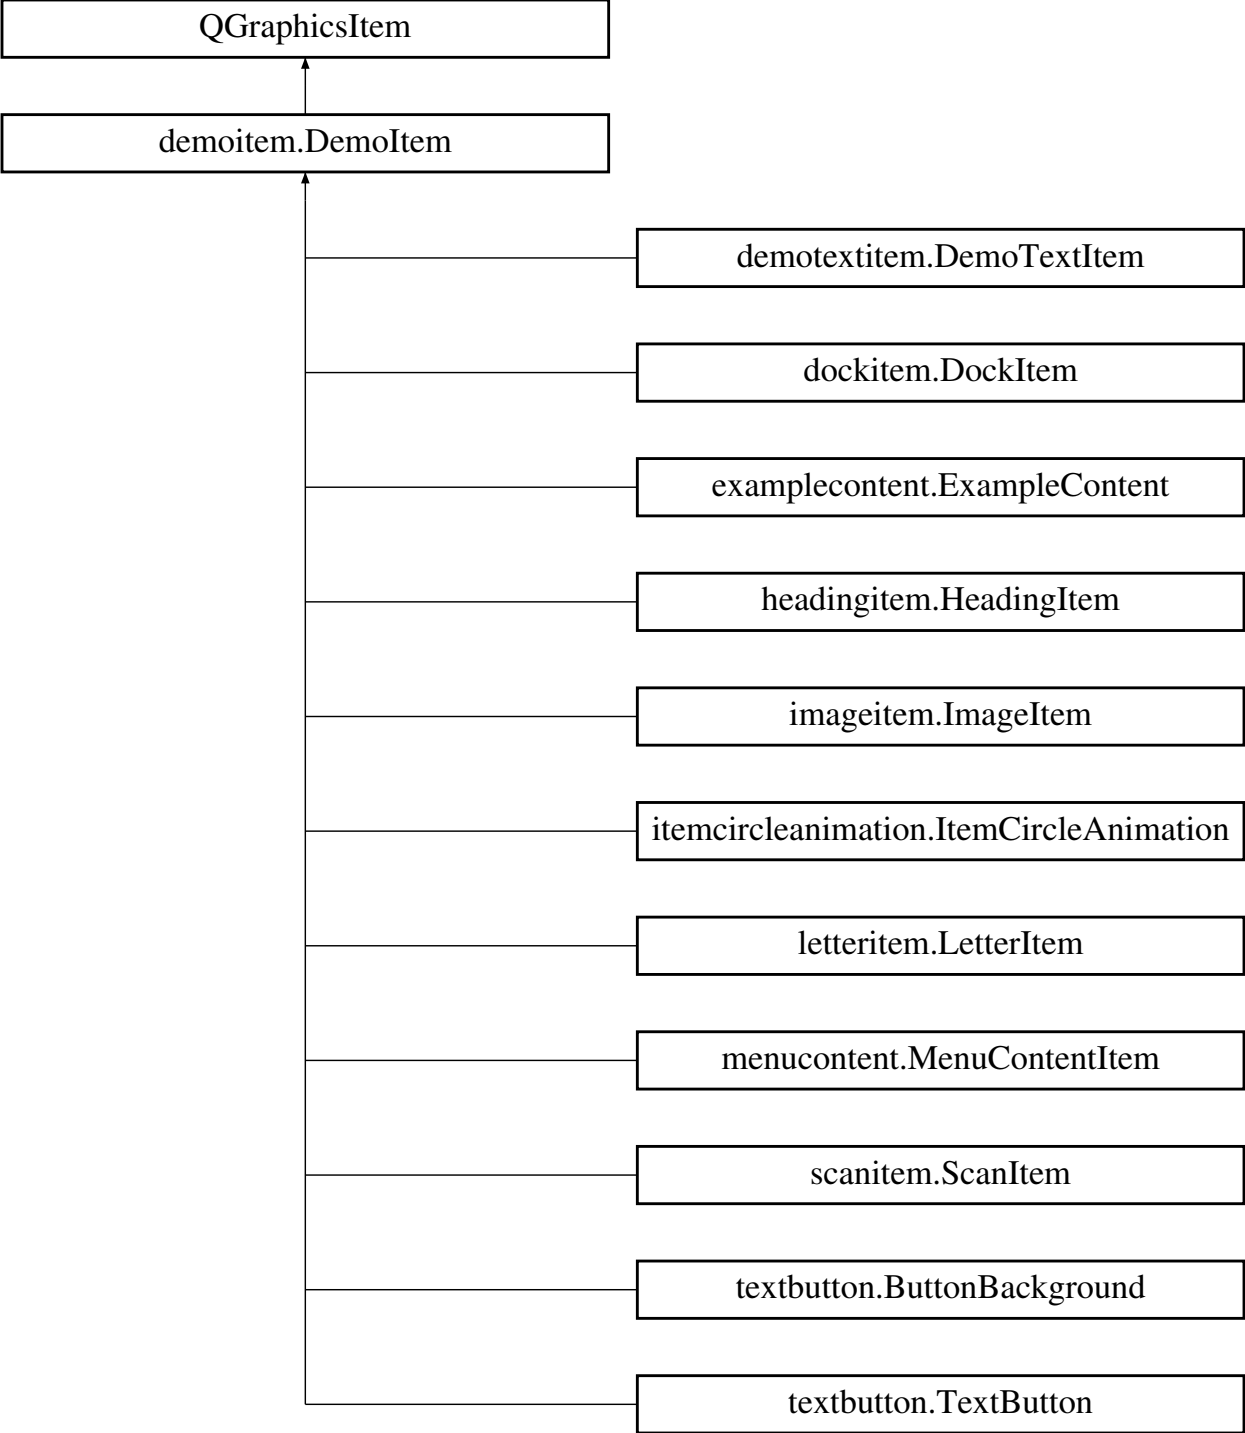 QGraphicsItem
demoitem.DemoItem
demotextitem.DemoTextItem
dockitem.DockItem
examplecontent.ExampleContent
headingitem.HeadingItem
imageitem.ImageItem
itemcircleanimation.ItemCircleAnimation
letteritem.LetterItem
menucontent.MenuContentItem
scanitem.ScanItem
textbutton.ButtonBackground
textbutton.TextButton